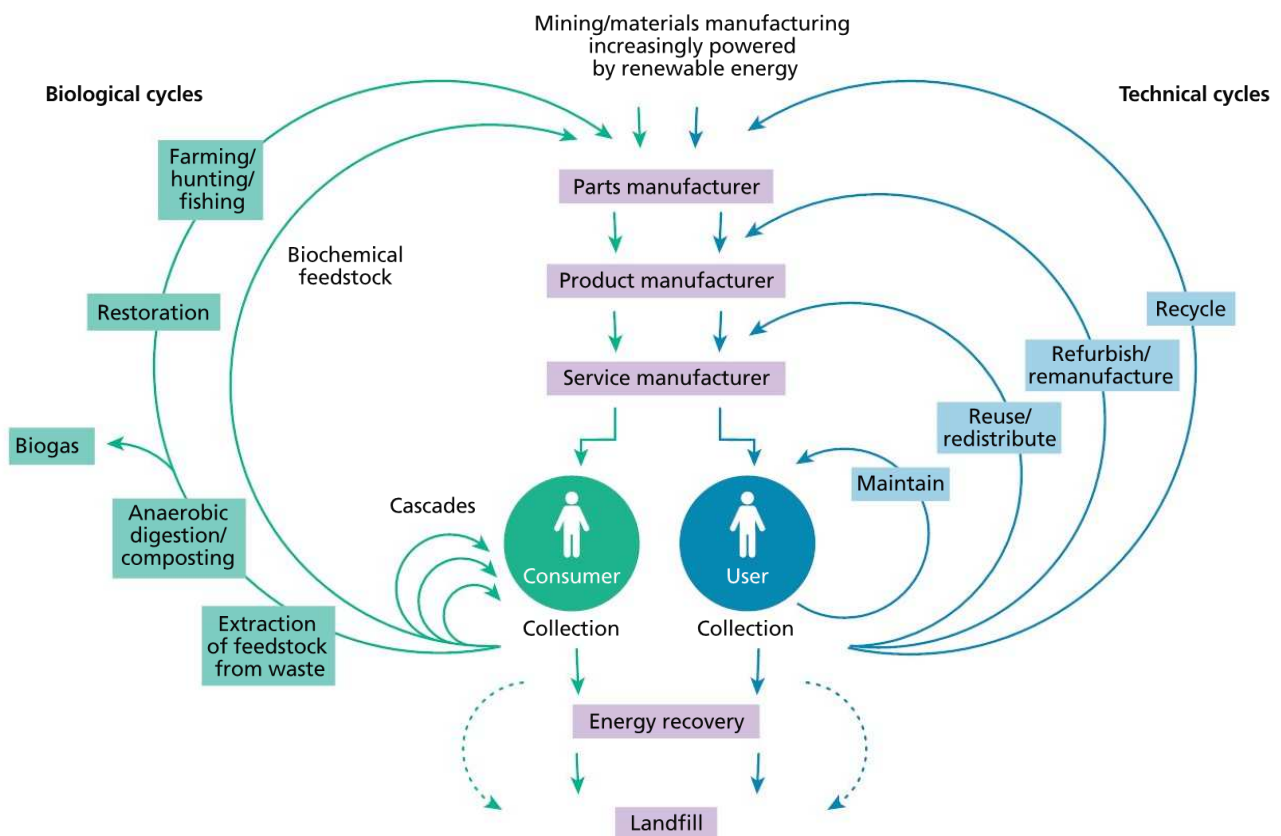 Mining/materials manufacturing
increasingly powered
by renewable energy
Biological cycles
Technical cycles
Farming/
hunting/
fishing
Parts manufacturer
Biochemical
feedstock
Product manufacturer
Restoration
Recycle
Refurbish/
remanufacture
Service manufacturer
Reuse/
redistribute
Biogas
Maintain
Cascades
Anaerobic
digestion/
composting
Consumer
User
Extraction
of feedstock
from waste
Collection
Collection
Energy recovery
Landfill